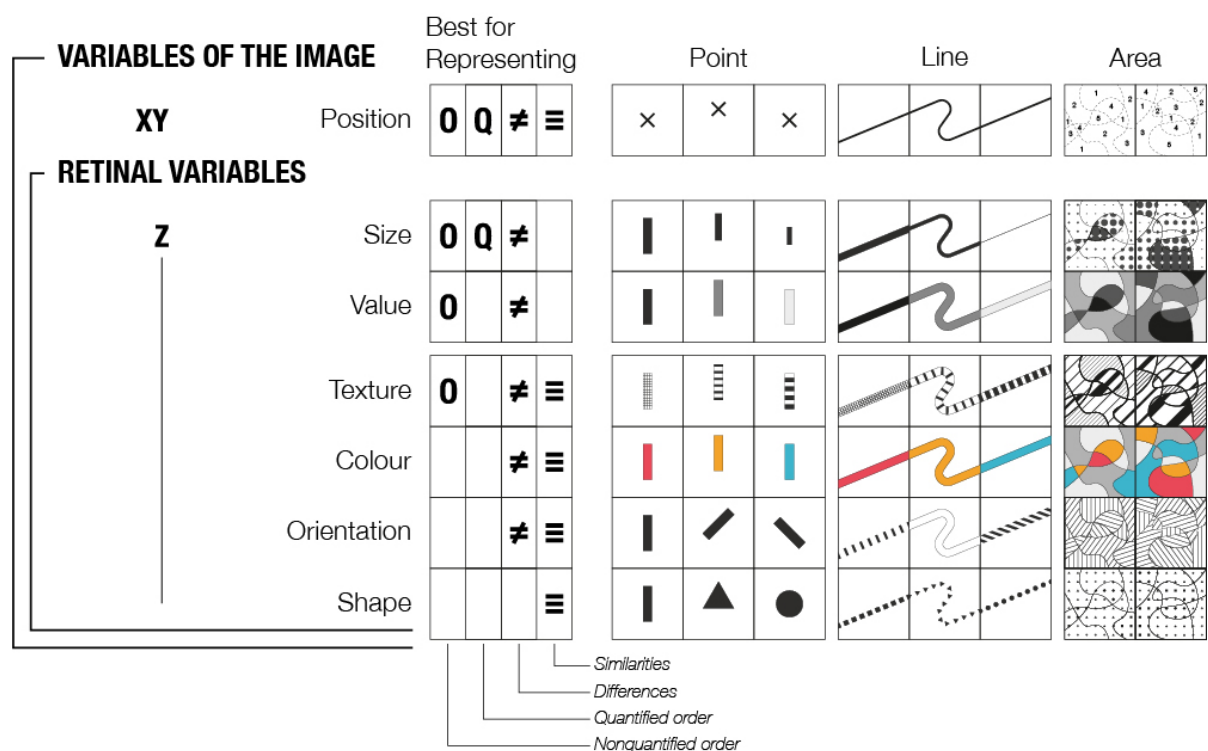 Best for
Representing
VARIABLES OF THE IMAGE
Point
Line
Area
XY
Position
O Q ≠ ≡
RETINAL VARIABLES
Z
Size
O Q ≠
Value
O ≠
Texture
O ≠ ≡
Colour
≠ ≡
Orientation
≠ ≡
Shape
≡
Similarities
Differences
Quantified order
Nonquantified order